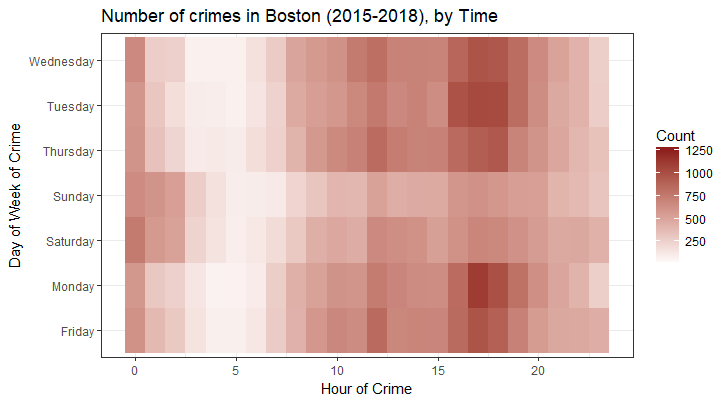 Number of crimes in Boston (2015-2018), by Time
Day of Week of Crime
Wednesday
Tuesday
Thursday
Sunday
Saturday
Monday
Friday
0 5 10 15 20
Hour of Crime
Count
1250
1000
750
500
250